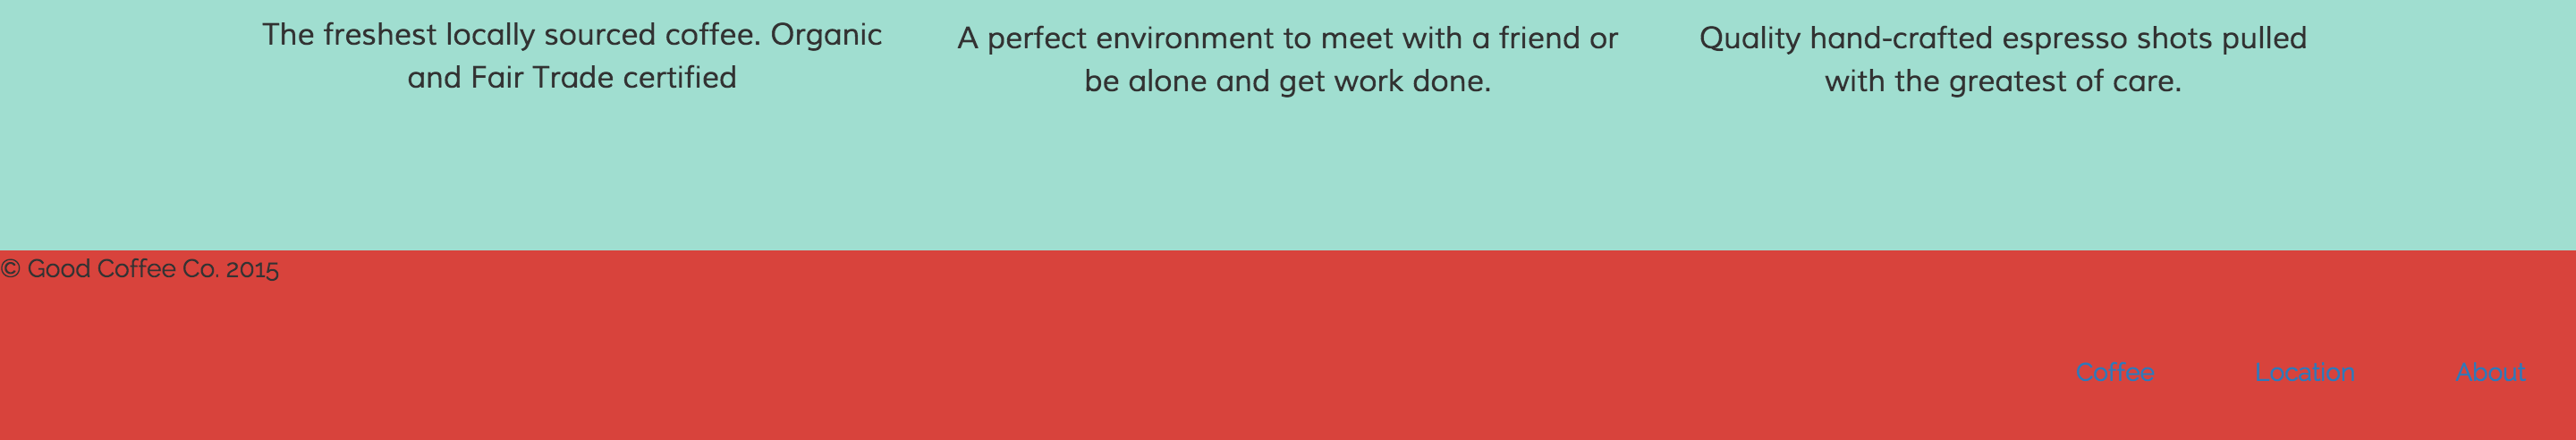 The freshest locally sourced coffee. Organic
and Fair Trade certified
A perfect environment to meet with a friend or
be alone and get work done.
Quality hand-crafted espresso shots pulled
with the greatest of care.
© Good Coffee Co. 2015
Coffee Location About